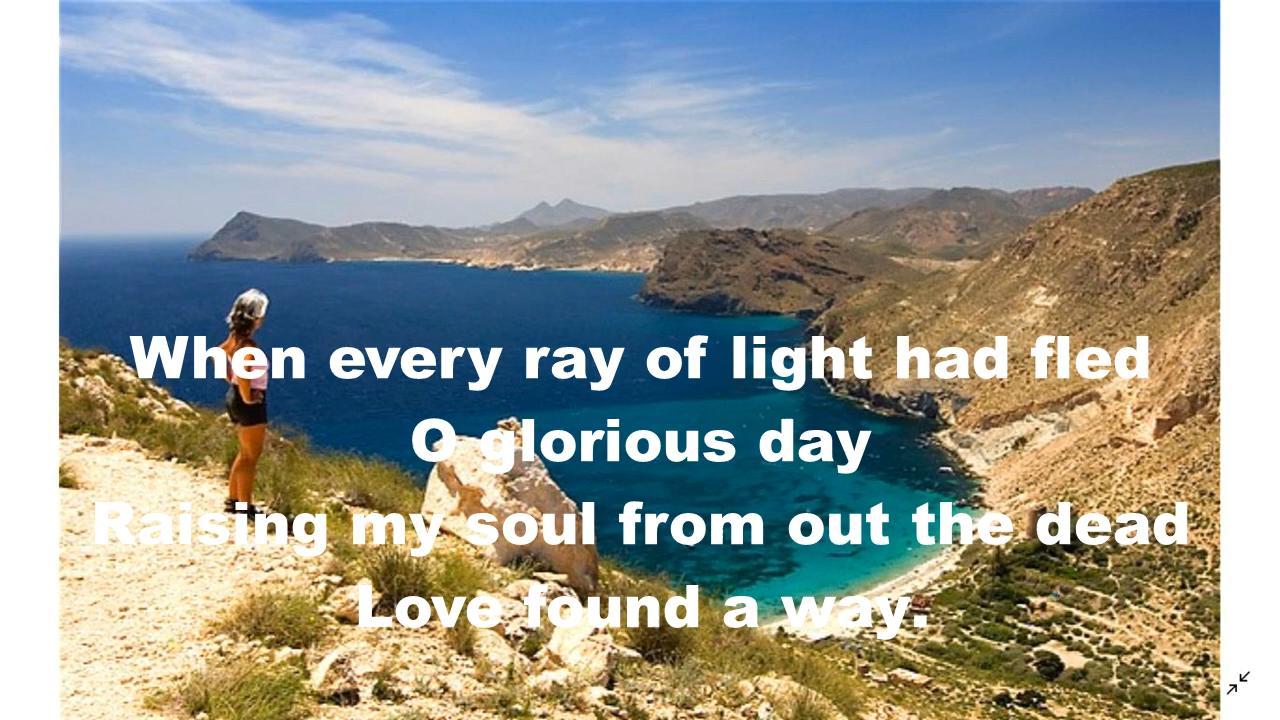 When every ray of light had fled
O glorious day
Raising my soul from out the dead
Love found a way.